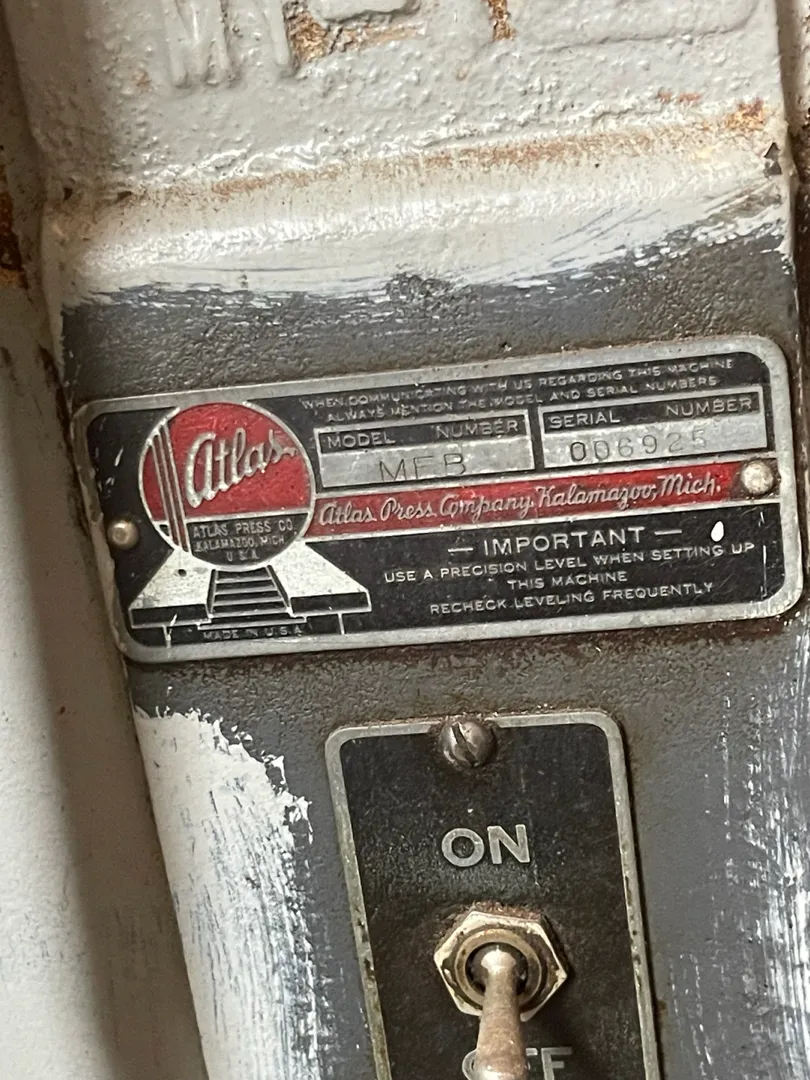 WHEN COMMUNICATING WITH US REGARDING THIS MACHINE
ALWAYS MENTION THE MODEL AND SERIAL NUMBERS
MODEL NUMBER
MFB
SERIAL NUMBER
006925
Atlas
ATLAS PRESS CO.
KALAMAZOO, MICH.
U.S.A.
MADE IN U.S.A.
Atlas Press Company, Kalamazoo, Mich.
— IMPORTANT —
USE A PRECISION LEVEL WHEN SETTING UP
THIS MACHINE
RECHECK LEVELING FREQUENTLY
ON
OFF